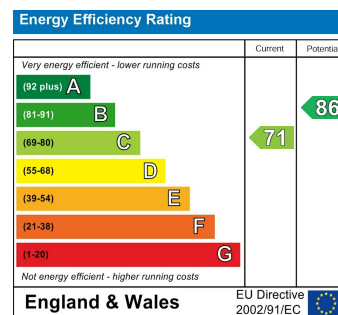 Energy Efficiency Rating
Current Potentia
Very energy efficient - lower running costs
(92 plus) A
(81-91) B
(69-80) C
(55-68) D
(39-54) E
(21-38) F
(1-20) G
71
86
Not energy efficient - higher running costs
England & Wales
EU Directive
2002/91/EC